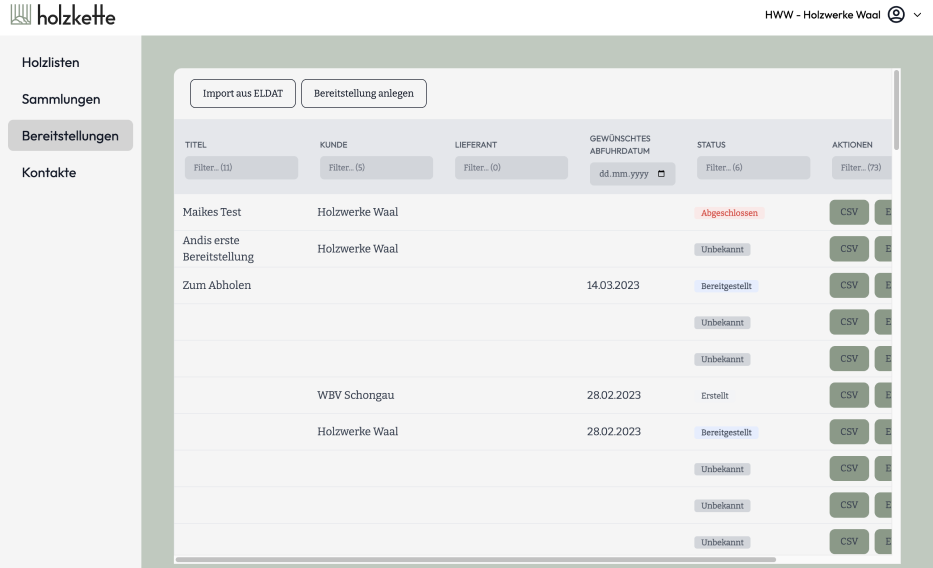 holzkette
HWW - Holzwerke Waal
Holzlisten
Sammlungen
Bereitstellungen
Kontakte
Import aus ELDAT
Bereitstellung anlegen
TITEL
KUNDE
LIEFERANT
GEWÜNSCHTES
ABFUHRDATUM
STATUS
AKTIONEN
Filter... (11)
Filter... (5)
Filter... (0)
dd.mm.yyyy
Filter... (6)
Filter... (73)
Maikes Test
Holzwerke Waal
Abgeschlossen
CSV
E
Andis erste
Bereitstellung
Holzwerke Waal
Unbekannt
CSV
E
Zum Abholen
14.03.2023
Bereitgestellt
CSV
E
Unbekannt
CSV
E
Unbekannt
CSV
E
WBV Schongau
28.02.2023
Erstellt
CSV
E
Holzwerke Waal
28.02.2023
Bereitgestellt
CSV
E
Unbekannt
CSV
E
Unbekannt
CSV
E
Unbekannt
CSV
E